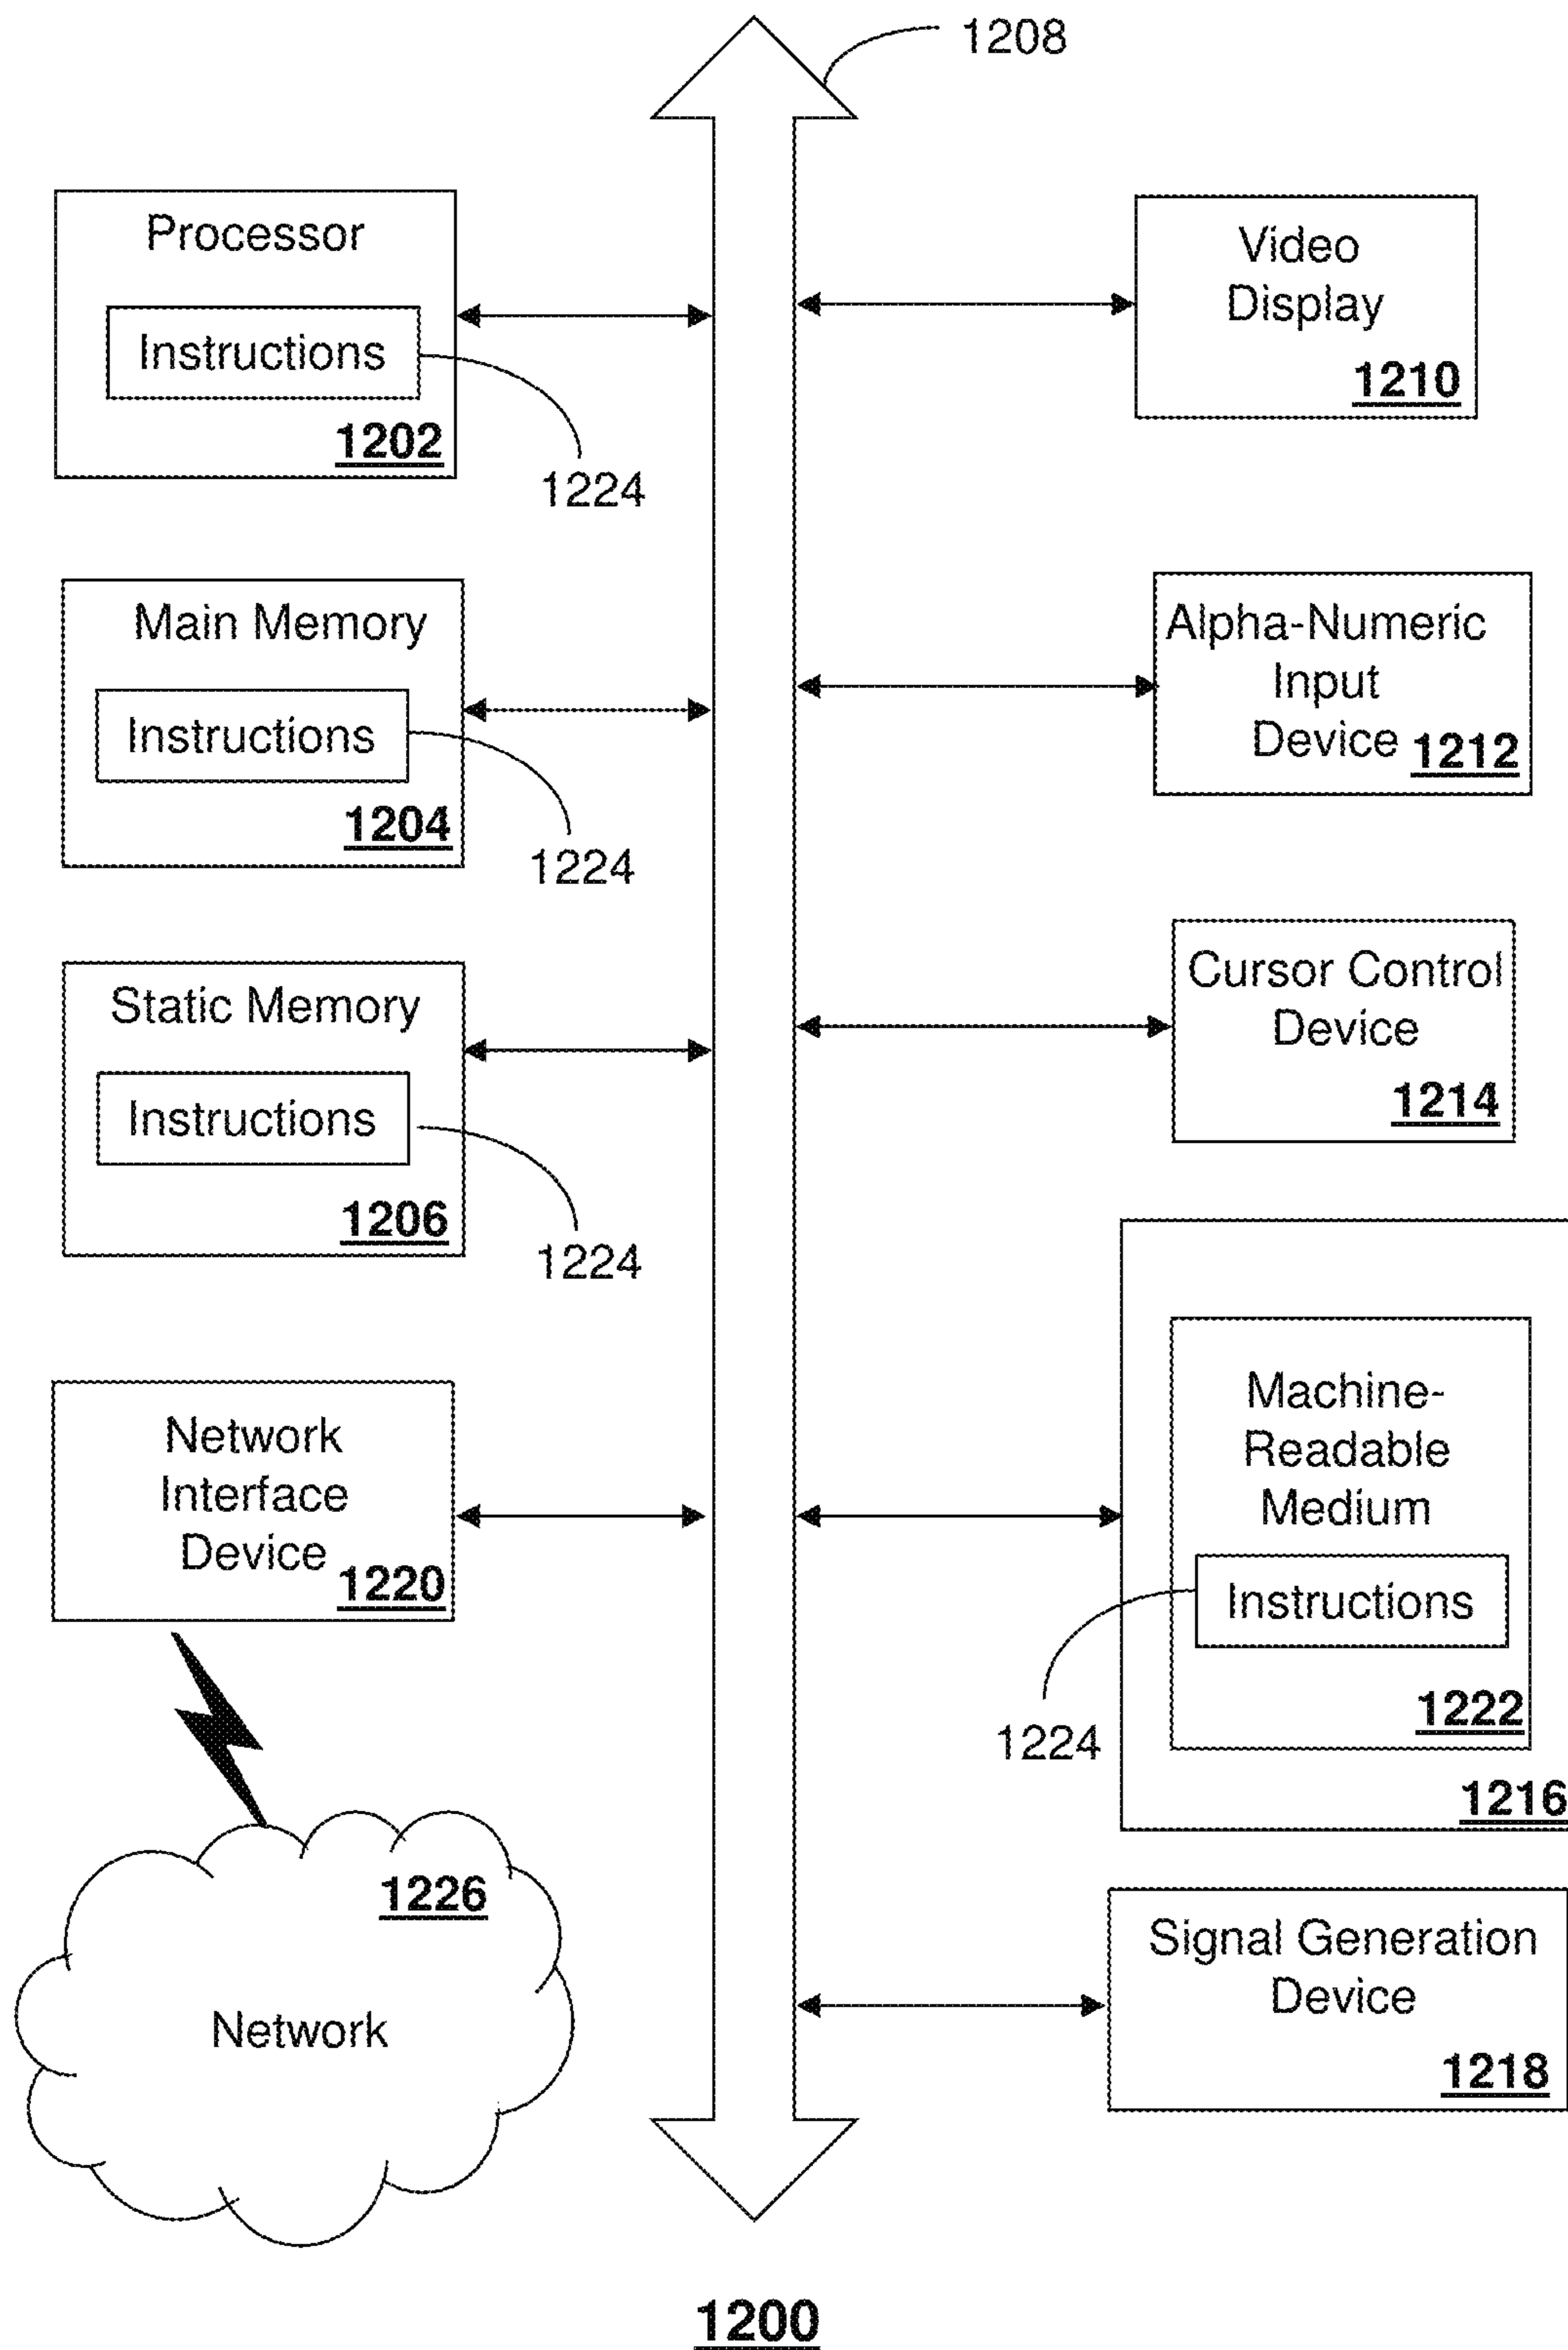 1208
Processor
Instructions
1202
1224
Main Memory
Instructions
1204
1224
Static Memory
Instructions
1206
1224
Network
Interface
Device
1220
1226
Network
Video
Display
1210
Alpha-Numeric
Input
Device 1212
Cursor Control
Device
1214
Machine-
Readable
Medium
Instructions
1224
1222
1216
Signal Generation
Device
1218
1200